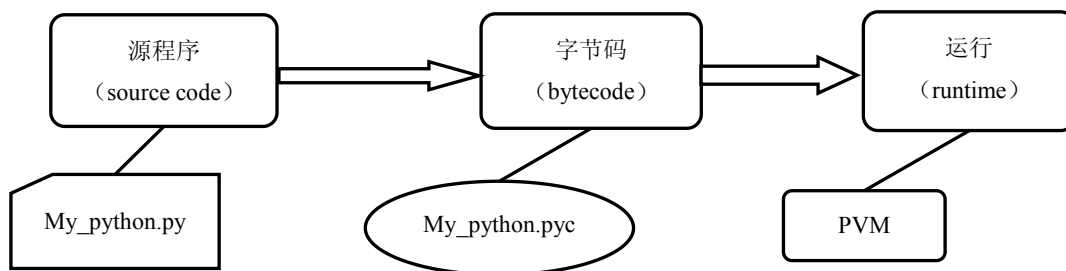 源程序
（source code）
字节码
（bytecode）
运行
（runtime）
My_python.py
My_python.pyc
PVM